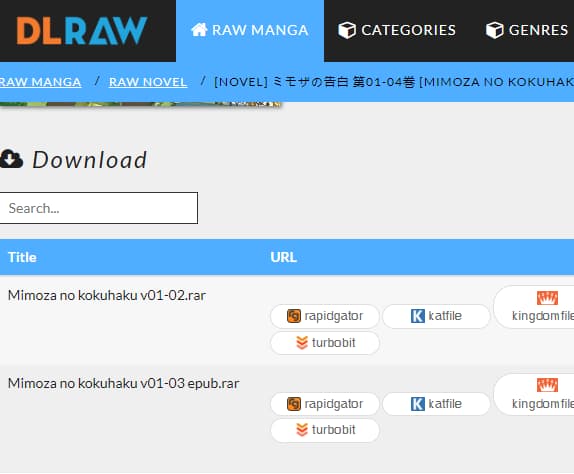 DLRAW RAW MANGA CATEGORIES GENRES
RAW MANGA / RAW NOVEL / [NOVEL] ミモザの告白 第01-04巻 [MIMOZA NO KOKUHAK
Download
Search...
Title URL
Mimoza no kokuhaku v01-02.rar
rapidgator katfile kingdomfile
turbobit
Mimoza no kokuhaku v01-03 epub.rar
rapidgator katfile kingdomfile
turbobit